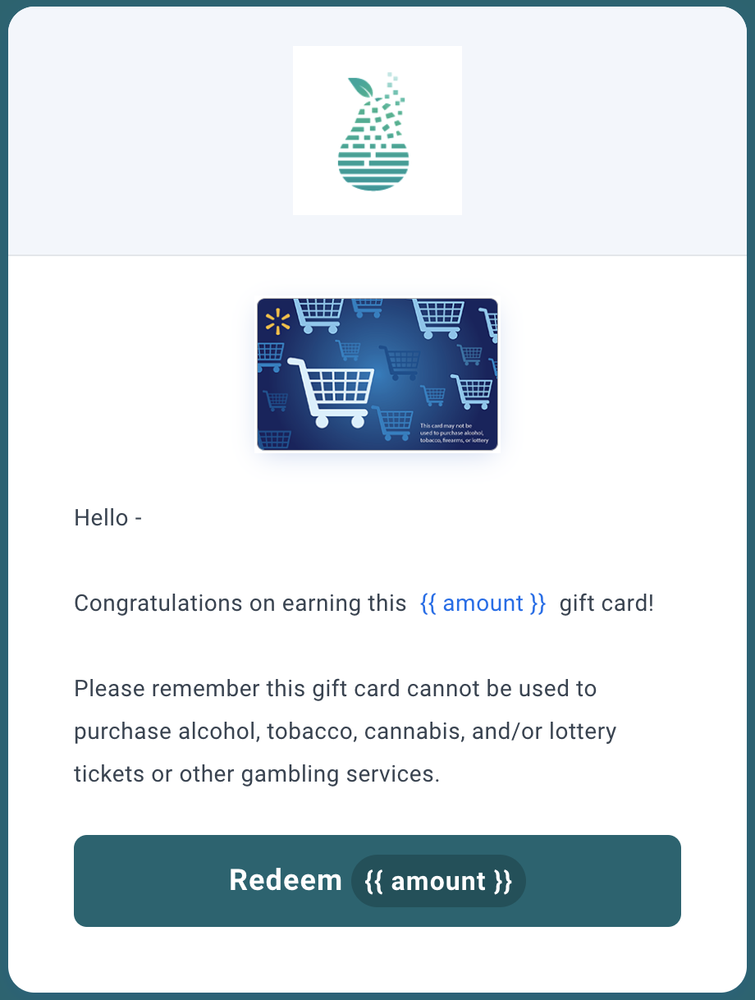 This card may not be
used to purchase alcohol,
tobacco, firearms, or lottery
Hello -
Congratulations on earning this {{ amount }} gift card!
Please remember this gift card cannot be used to
purchase alcohol, tobacco, cannabis, and/or lottery
tickets or other gambling services.
Redeem {{ amount }}